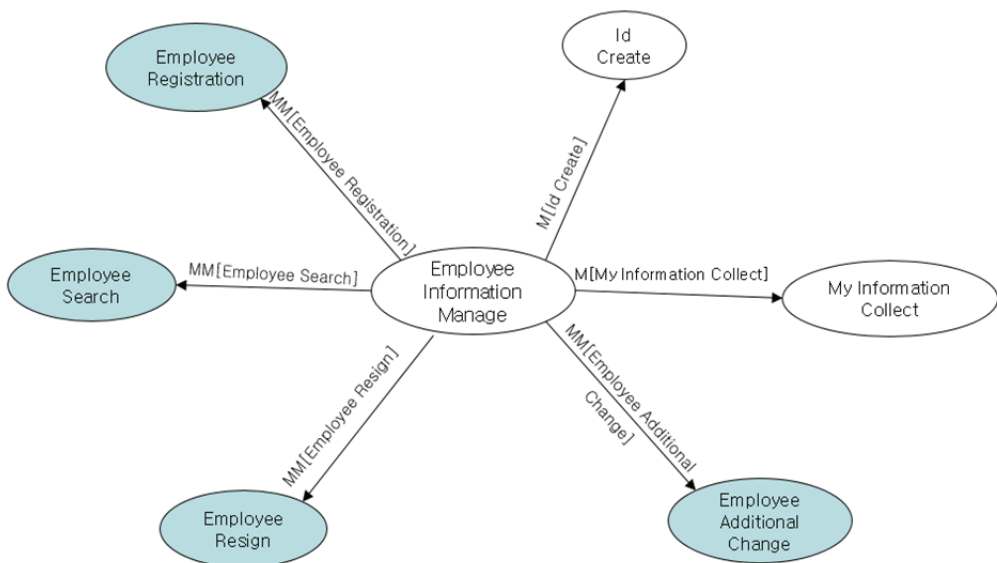 Employee
Registration
Id
Create
MM[Employee Registration]
M[Id Create]
Employee
Search
MM[Employee Search]
Employee
Information
Manage
M[My Information Collect]
My Information
Collect
MM[Employee Resign]
MM[Employee Additional
Change]
Employee
Resign
Employee
Additional
Change